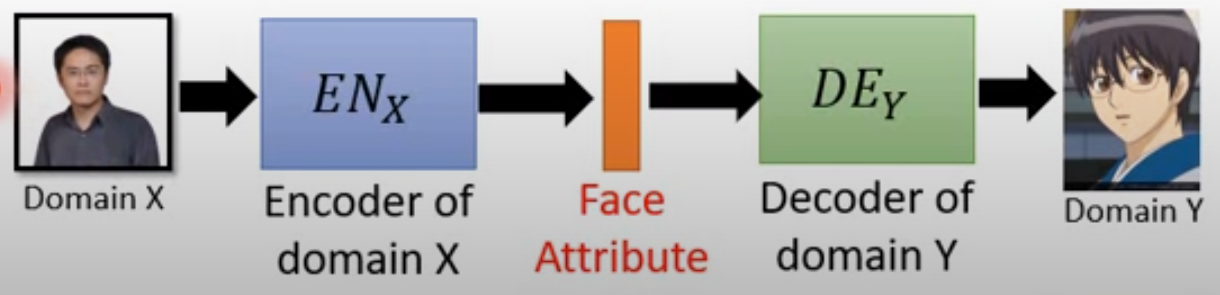 EN_X
DE_Y
Domain X
Encoder of
domain X
Face
Attribute
Decoder of
domain Y
Domain Y